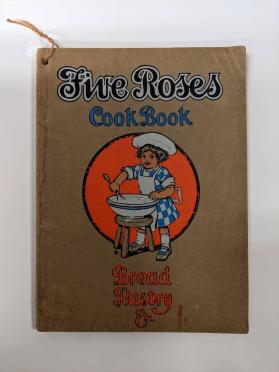 Five Roses
Cook Book
Bread
Pastry
&c.